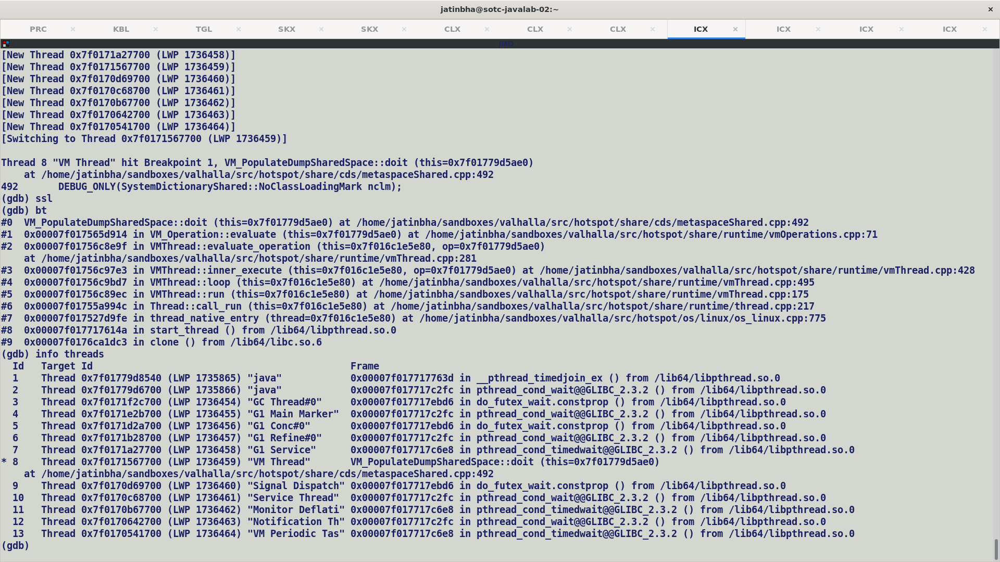 jatinbha@sotc-javalab-02:~
PRC KBL TGL SKX SKX CLX CLX CLX ICX ICX ICX ICX
JMD
[New Thread 0x7f0171a27700 (LWP 1736458)]
[New Thread 0x7f0171567700 (LWP 1736459)]
[New Thread 0x7f0170d69700 (LWP 1736460)]
[New Thread 0x7f0170c68700 (LWP 1736461)]
[New Thread 0x7f0170b67700 (LWP 1736462)]
[New Thread 0x7f0170642700 (LWP 1736463)]
[New Thread 0x7f0170541700 (LWP 1736464)]
[Switching to Thread 0x7f0171567700 (LWP 1736459)]
Thread 8 "VM Thread" hit Breakpoint 1, VM_PopulateDumpSharedSpace::doit (this=0x7f01779d5ae0)
    at /home/jatinbha/sandboxes/valhalla/src/hotspot/share/cds/metaspaceShared.cpp:492
492       DEBUG_ONLY(SystemDictionaryShared::NoClassLoadingMark nclm);
(gdb) ssl
(gdb) bt
#0  VM_PopulateDumpSharedSpace::doit (this=0x7f01779d5ae0) at /home/jatinbha/sandboxes/valhalla/src/hotspot/share/cds/metaspaceShared.cpp:492
#1  0x00007f017565d914 in VM_Operation::evaluate (this=0x7f01779d5ae0) at /home/jatinbha/sandboxes/valhalla/src/hotspot/share/runtime/vmOperations.cpp:71
#2  0x00007f01756c8e9f in VMThread::evaluate_operation (this=0x7f016c1e5e80, op=0x7f01779d5ae0)
    at /home/jatinbha/sandboxes/valhalla/src/hotspot/share/runtime/vmThread.cpp:281
#3  0x00007f01756c97e3 in VMThread::inner_execute (this=0x7f016c1e5e80, op=0x7f01779d5ae0) at /home/jatinbha/sandboxes/valhalla/src/hotspot/share/runtime/vmThread.cpp:428
#4  0x00007f01756c9bd7 in VMThread::loop (this=0x7f016c1e5e80) at /home/jatinbha/sandboxes/valhalla/src/hotspot/share/runtime/vmThread.cpp:495
#5  0x00007f01756c89ec in VMThread::run (this=0x7f016c1e5e80) at /home/jatinbha/sandboxes/valhalla/src/hotspot/share/runtime/vmThread.cpp:175
#6  0x00007f01755a994c in Thread::call_run (this=0x7f016c1e5e80) at /home/jatinbha/sandboxes/valhalla/src/hotspot/share/runtime/thread.cpp:217
#7  0x00007f017527d9fe in thread_native_entry (thread=0x7f016c1e5e80) at /home/jatinbha/sandboxes/valhalla/src/hotspot/os/linux/os_linux.cpp:775
#8  0x00007f017717614a in start_thread () from /lib64/libpthread.so.0
#9  0x00007f0176ca1dc3 in clone () from /lib64/libc.so.6
(gdb) info threads
  Id   Target Id                                             Frame
  1    Thread 0x7f01779d8540 (LWP 1735865) "java"            0x00007f017717763d in __pthread_timedjoin_ex () from /lib64/libpthread.so.0
  2    Thread 0x7f01779d6700 (LWP 1735866) "java"            0x00007f017717c2fc in pthread_cond_wait@@GLIBC_2.3.2 () from /lib64/libpthread.so.0
  3    Thread 0x7f0171f2c700 (LWP 1736454) "GC Thread#0"     0x00007f017717ebd6 in do_futex_wait.constprop () from /lib64/libpthread.so.0
  4    Thread 0x7f0171e2b700 (LWP 1736455) "G1 Main Marker"  0x00007f017717c2fc in pthread_cond_wait@@GLIBC_2.3.2 () from /lib64/libpthread.so.0
  5    Thread 0x7f0171d2a700 (LWP 1736456) "G1 Conc#0"       0x00007f017717ebd6 in do_futex_wait.constprop () from /lib64/libpthread.so.0
  6    Thread 0x7f0171b28700 (LWP 1736457) "G1 Refine#0"     0x00007f017717c2fc in pthread_cond_wait@@GLIBC_2.3.2 () from /lib64/libpthread.so.0
  7    Thread 0x7f0171a27700 (LWP 1736458) "G1 Service"      0x00007f017717c6e8 in pthread_cond_timedwait@@GLIBC_2.3.2 () from /lib64/libpthread.so.0
* 8    Thread 0x7f0171567700 (LWP 1736459) "VM Thread"       VM_PopulateDumpSharedSpace::doit (this=0x7f01779d5ae0)
    at /home/jatinbha/sandboxes/valhalla/src/hotspot/share/cds/metaspaceShared.cpp:492
  9    Thread 0x7f0170d69700 (LWP 1736460) "Signal Dispatch" 0x00007f017717ebd6 in do_futex_wait.constprop () from /lib64/libpthread.so.0
  10   Thread 0x7f0170c68700 (LWP 1736461) "Service Thread"  0x00007f017717c2fc in pthread_cond_wait@@GLIBC_2.3.2 () from /lib64/libpthread.so.0
  11   Thread 0x7f0170b67700 (LWP 1736462) "Monitor Deflati" 0x00007f017717c6e8 in pthread_cond_timedwait@@GLIBC_2.3.2 () from /lib64/libpthread.so.0
  12   Thread 0x7f0170642700 (LWP 1736463) "Notification Th" 0x00007f017717c2fc in pthread_cond_wait@@GLIBC_2.3.2 () from /lib64/libpthread.so.0
  13   Thread 0x7f0170541700 (LWP 1736464) "VM Periodic Tas" 0x00007f017717c6e8 in pthread_cond_timedwait@@GLIBC_2.3.2 () from /lib64/libpthread.so.0
(gdb)